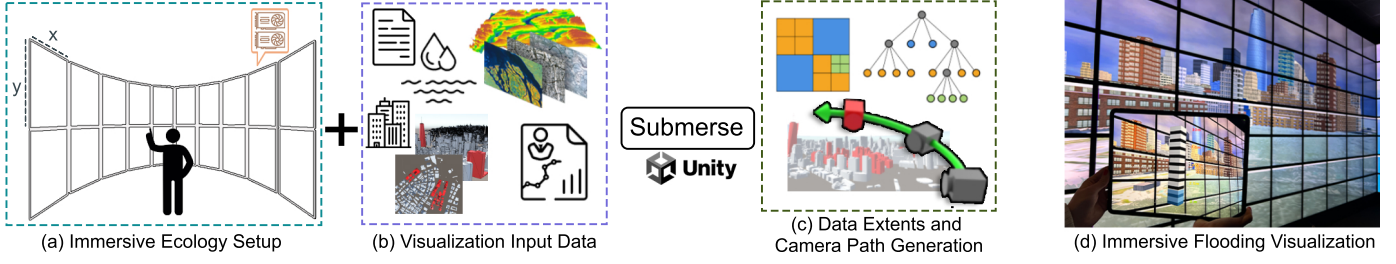 x
y
+
Submerse
Unity
(a) Immersive Ecology Setup
(b) Visualization Input Data
(c) Data Extents and
Camera Path Generation
(d) Immersive Flooding Visualization